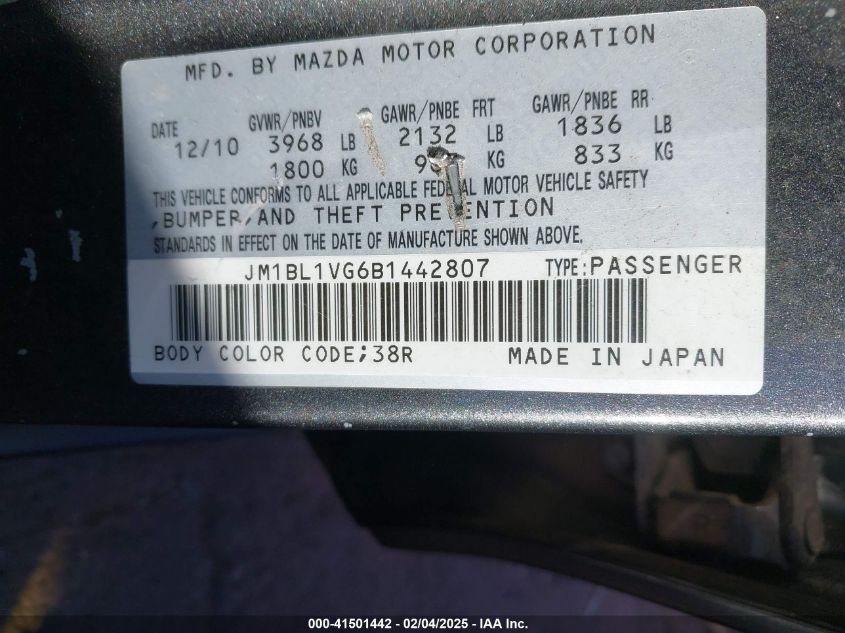 MFD. BY MAZDA MOTOR CORPORATION
DATE GVWR/PNBV GAWR/PNBE FRT GAWR/PNBE RR
12/10 3968 LB 2132 LB 1836 LB
1800 KG KG 833 KG
THIS VEHICLE CONFORMS TO ALL APPLICABLE FEDERAL MOTOR VEHICLE SAFETY
,BUMPER,AND THEFT PREVENTION
STANDARDS IN EFFECT ON THE DATE OF MANUFACTURE SHOWN ABOVE.
JM1BL1VG6B1442807 TYPE:PASSENGER
BODY COLOR CODE;38R MADE IN JAPAN
000-41501442 - 02/04/2025 - IAA Inc.